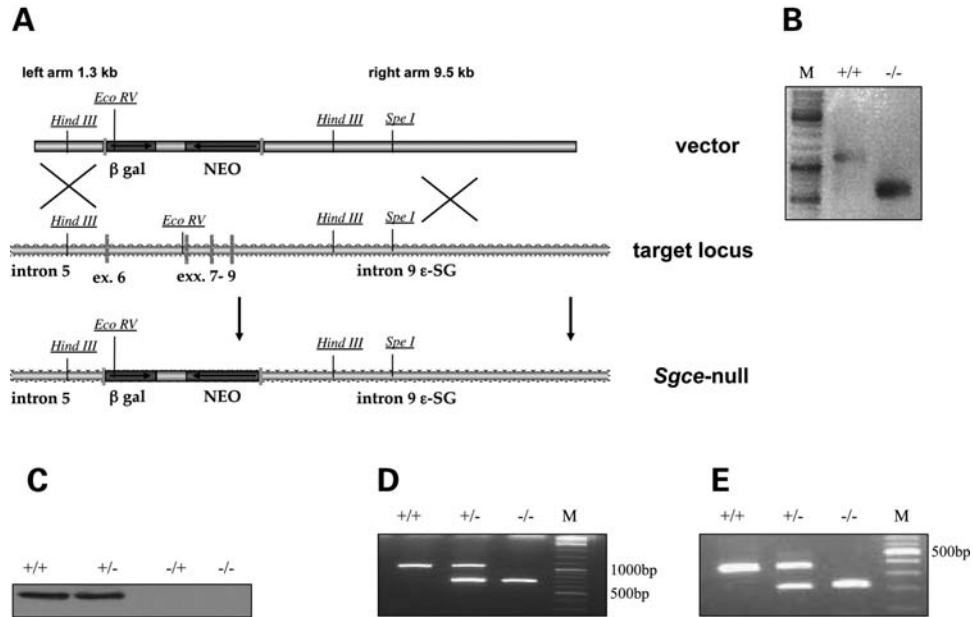 A
B
left arm 1.3 kb
right arm 9.5 kb
Eco RV
Hind III
Hind III
Spe I
β gal
NEO
vector
M +/+ -/-
Hind III
Eco RV
Hind III
Spe I
intron 5
ex. 6
exx. 7- 9
intron 9 ε-SG
target locus
Eco RV
Hind III
Hind III
Spe I
intron 5
β gal
NEO
intron 9 ε-SG
Sgce-null
C
+/+ +/- -/+ -/-
D
+/+ +/- -/- M
1000bp
500bp
E
+/+ +/- -/- M
500bp